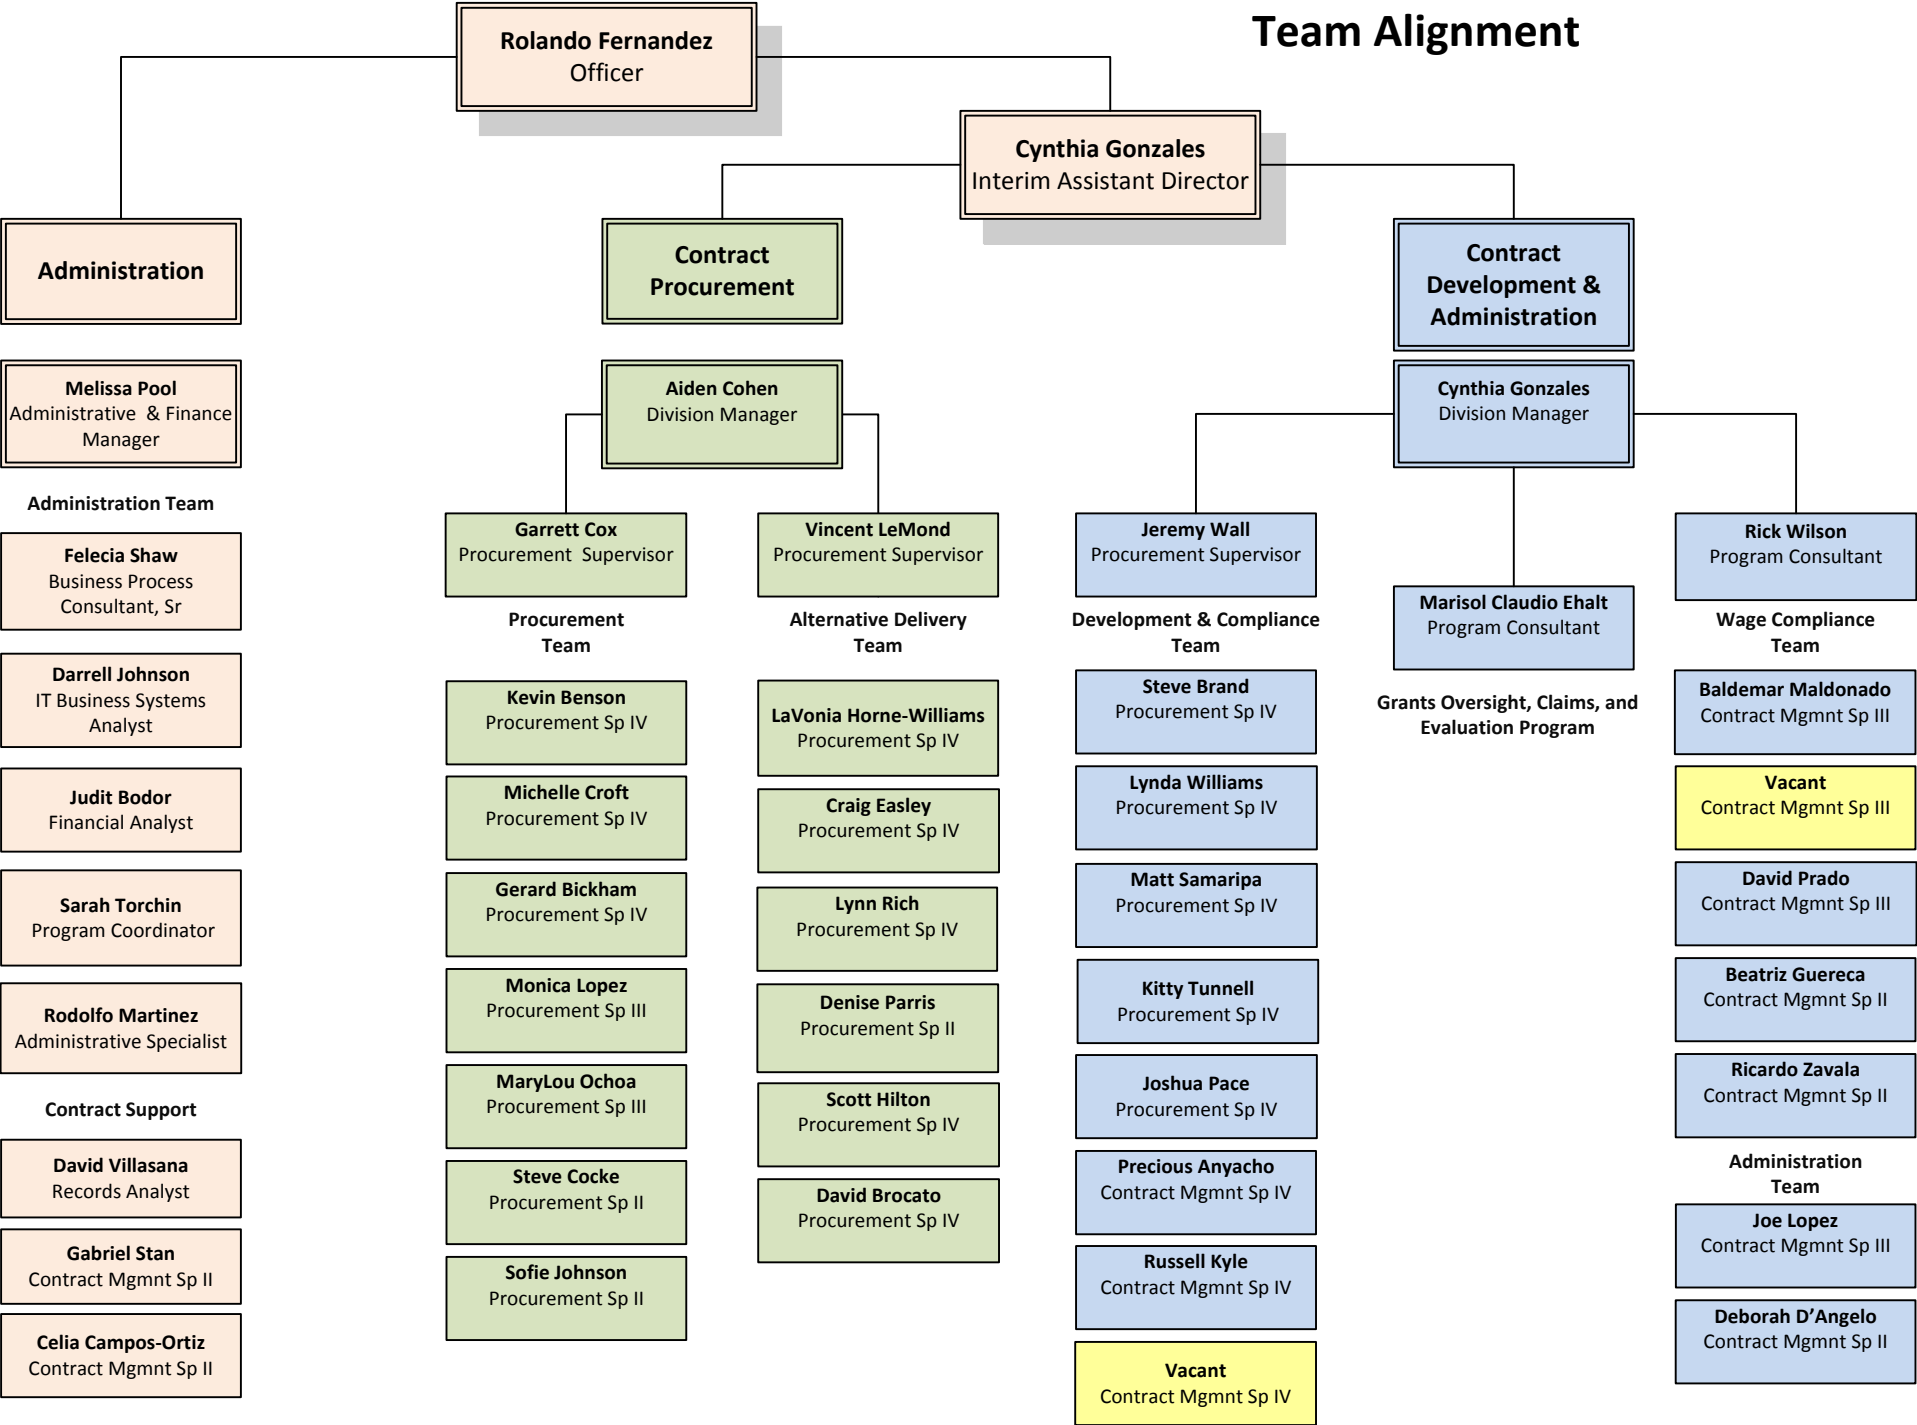 Team Alignment
Rolando Fernandez
Officer
Cynthia Gonzales
Interim Assistant Director
Administration
Melissa Pool
Administrative & Finance
Manager
Administration Team
Felecia Shaw
Business Process
Consultant, Sr
Darrell Johnson
IT Business Systems
Analyst
Judit Bodor
Financial Analyst
Sarah Torchin
Program Coordinator
Rodolfo Martinez
Administrative Specialist
Contract Support
David Villasana
Records Analyst
Gabriel Stan
Contract Mgmnt Sp II
Celia Campos-Ortiz
Contract Mgmnt Sp II
Contract
Procurement
Aiden Cohen
Division Manager
Garrett Cox
Procurement Supervisor
Procurement
Team
Kevin Benson
Procurement Sp IV
Michelle Croft
Procurement Sp IV
Gerard Bickham
Procurement Sp IV
Monica Lopez
Procurement Sp III
MaryLou Ochoa
Procurement Sp III
Steve Cocke
Procurement Sp II
Sofie Johnson
Procurement Sp II
Vincent LeMond
Procurement Supervisor
Alternative Delivery
Team
LaVonia Horne-Williams
Procurement Sp IV
Craig Easley
Procurement Sp IV
Lynn Rich
Procurement Sp IV
Denise Parris
Procurement Sp II
Scott Hilton
Procurement Sp IV
David Brocato
Procurement Sp IV
Contract
Development &
Administration
Cynthia Gonzales
Division Manager
Jeremy Wall
Procurement Supervisor
Development & Compliance
Team
Steve Brand
Procurement Sp IV
Lynda Williams
Procurement Sp IV
Matt Samaripa
Procurement Sp IV
Kitty Tunnell
Procurement Sp IV
Joshua Pace
Procurement Sp IV
Precious Anyacho
Contract Mgmnt Sp IV
Russell Kyle
Contract Mgmnt Sp IV
Vacant
Contract Mgmnt Sp IV
Marisol Claudio Ehalt
Program Consultant
Grants Oversight, Claims, and
Evaluation Program
Rick Wilson
Program Consultant
Wage Compliance
Team
Baldemar Maldonado
Contract Mgmnt Sp III
Vacant
Contract Mgmnt Sp III
David Prado
Contract Mgmnt Sp III
Beatriz Guereca
Contract Mgmnt Sp II
Ricardo Zavala
Contract Mgmnt Sp II
Administration
Team
Joe Lopez
Contract Mgmnt Sp III
Deborah D’Angelo
Contract Mgmnt Sp II